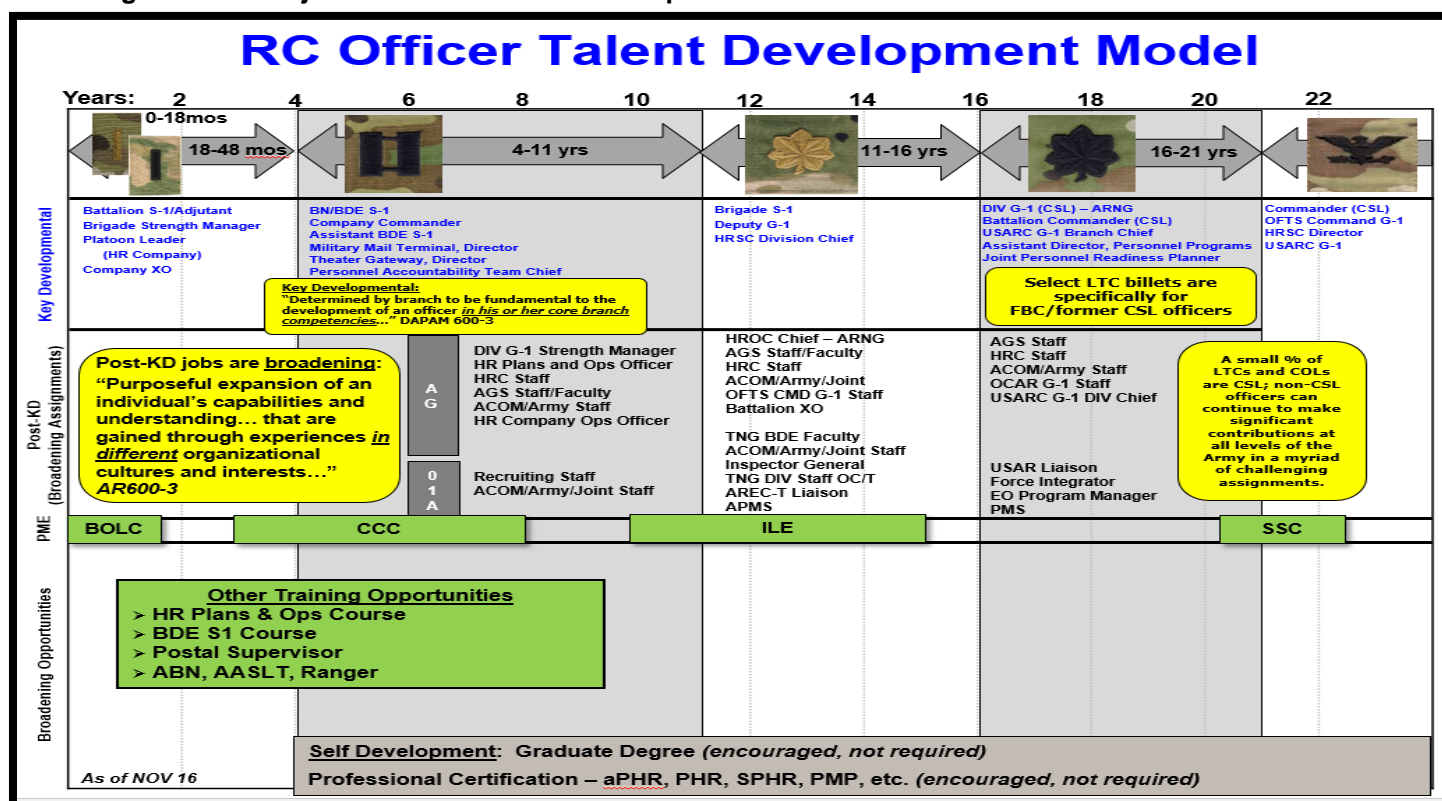 RC Officer Talent Development Model
Years: 2 4 6 8 10 12 14 16 18 20 22
0-18mos
18-48 mos
4-11 yrs
11-16 yrs
16-21 yrs
Key Developmental
Battalion S-1/Adjutant
Brigade Strength Manager
Platoon Leader
(HR Company)
Company XO
BN/BDE S-1
Company Commander
Assistant BDE S-1
Military Mail Terminal, Director
Theater Gateway, Director
Personnel Accountability Team Chief
Brigade S-1
Deputy G-1
HRSC Division Chief
DIV G-1 (CSL) – ARNG
Battalion Commander (CSL)
USARC G-1 Branch Chief
Assistant Director, Personnel Programs
Joint Personnel Readiness Planner
Commander (CSL)
OFTS Command G-1
HRSC Director
USARC G-1
Key Developmental:
"Determined by branch to be fundamental to the
development of an officer in his or her core branch
competencies…" DAPAM 600-3
Select LTC billets are
specifically for
FBC/former CSL officers
Post-KD
(Broadening Assignments)
Post-KD jobs are broadening:
"Purposeful expansion of an
individual's capabilities and
understanding… that are
gained through experiences in
different organizational
cultures and interests…"
AR600-3
A
G
DIV G-1 Strength Manager
HR Plans and Ops Officer
HRC Staff
AGS Staff/Faculty
ACOM/Army Staff
HR Company Ops Officer
0
1
A
Recruiting Staff
ACOM/Army/Joint Staff
HROC Chief – ARNG
AGS Staff/Faculty
HRC Staff
ACOM/Army/Joint
OFTS CMD G-1 Staff
Battalion XO
TNG BDE Faculty
ACOM/Army/Joint Staff
Inspector General
TNG DIV Staff OC/T
AREC-T Liaison
APMS
AGS Staff
HRC Staff
ACOM/Army Staff
OCAR G-1 Staff
USARC G-1 DIV Chief
USAR Liaison
Force Integrator
EO Program Manager
PMS
A small % of
LTCs and COLs
are CSL; non-CSL
officers can
continue to make
significant
contributions at
all levels of the
Army in a myriad
of challenging
assignments.
PME
BOLC
CCC
ILE
SSC
Broadening Opportunities
Other Training Opportunities
➢ HR Plans & Ops Course
➢ BDE S1 Course
➢ Postal Supervisor
➢ ABN, AASLT, Ranger
Self Development: Graduate Degree (encouraged, not required)
Professional Certification – aPHR, PHR, SPHR, PMP, etc. (encouraged, not required)
As of NOV 16